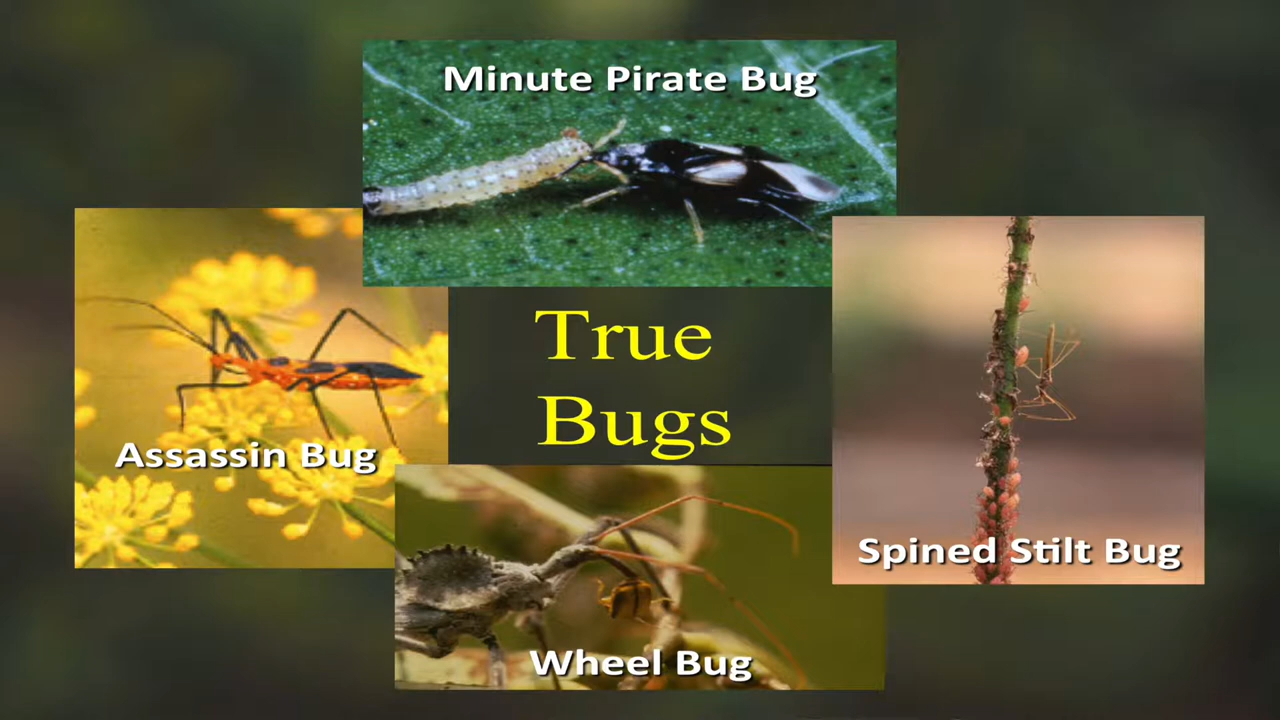 Minute Pirate Bug
True
Bugs
Assassin Bug
Spined Stilt Bug
Wheel Bug